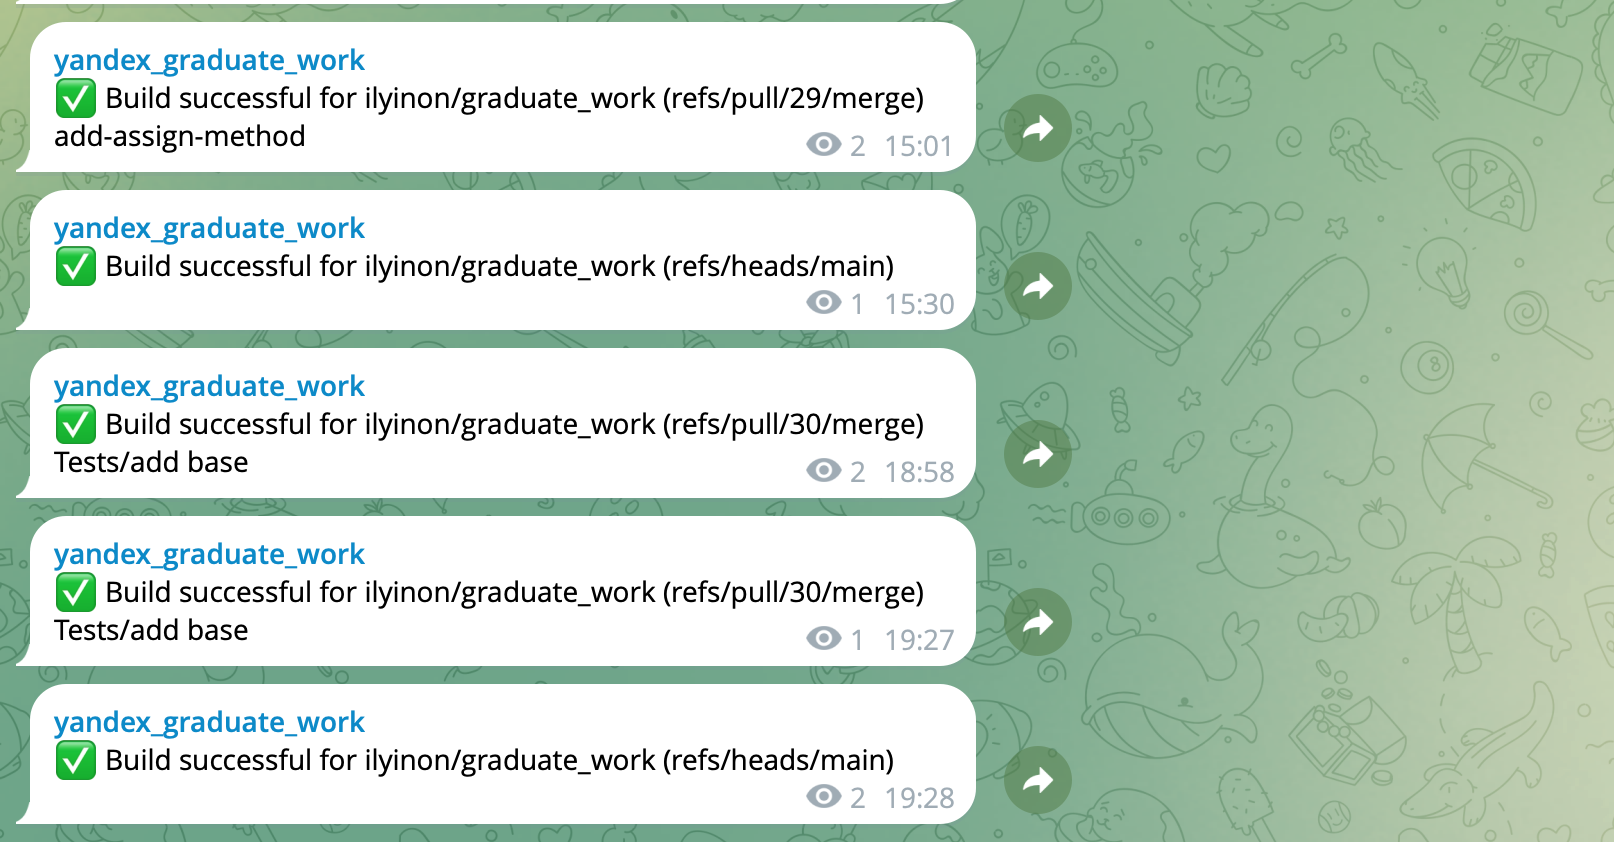 yandex_graduate_work
✅ Build successful for ilyinon/graduate_work (refs/pull/29/merge)
add-assign-method
2 15:01
yandex_graduate_work
✅ Build successful for ilyinon/graduate_work (refs/heads/main)
1 15:30
yandex_graduate_work
✅ Build successful for ilyinon/graduate_work (refs/pull/30/merge)
Tests/add base
2 18:58
yandex_graduate_work
✅ Build successful for ilyinon/graduate_work (refs/pull/30/merge)
Tests/add base
1 19:27
yandex_graduate_work
✅ Build successful for ilyinon/graduate_work (refs/heads/main)
2 19:28